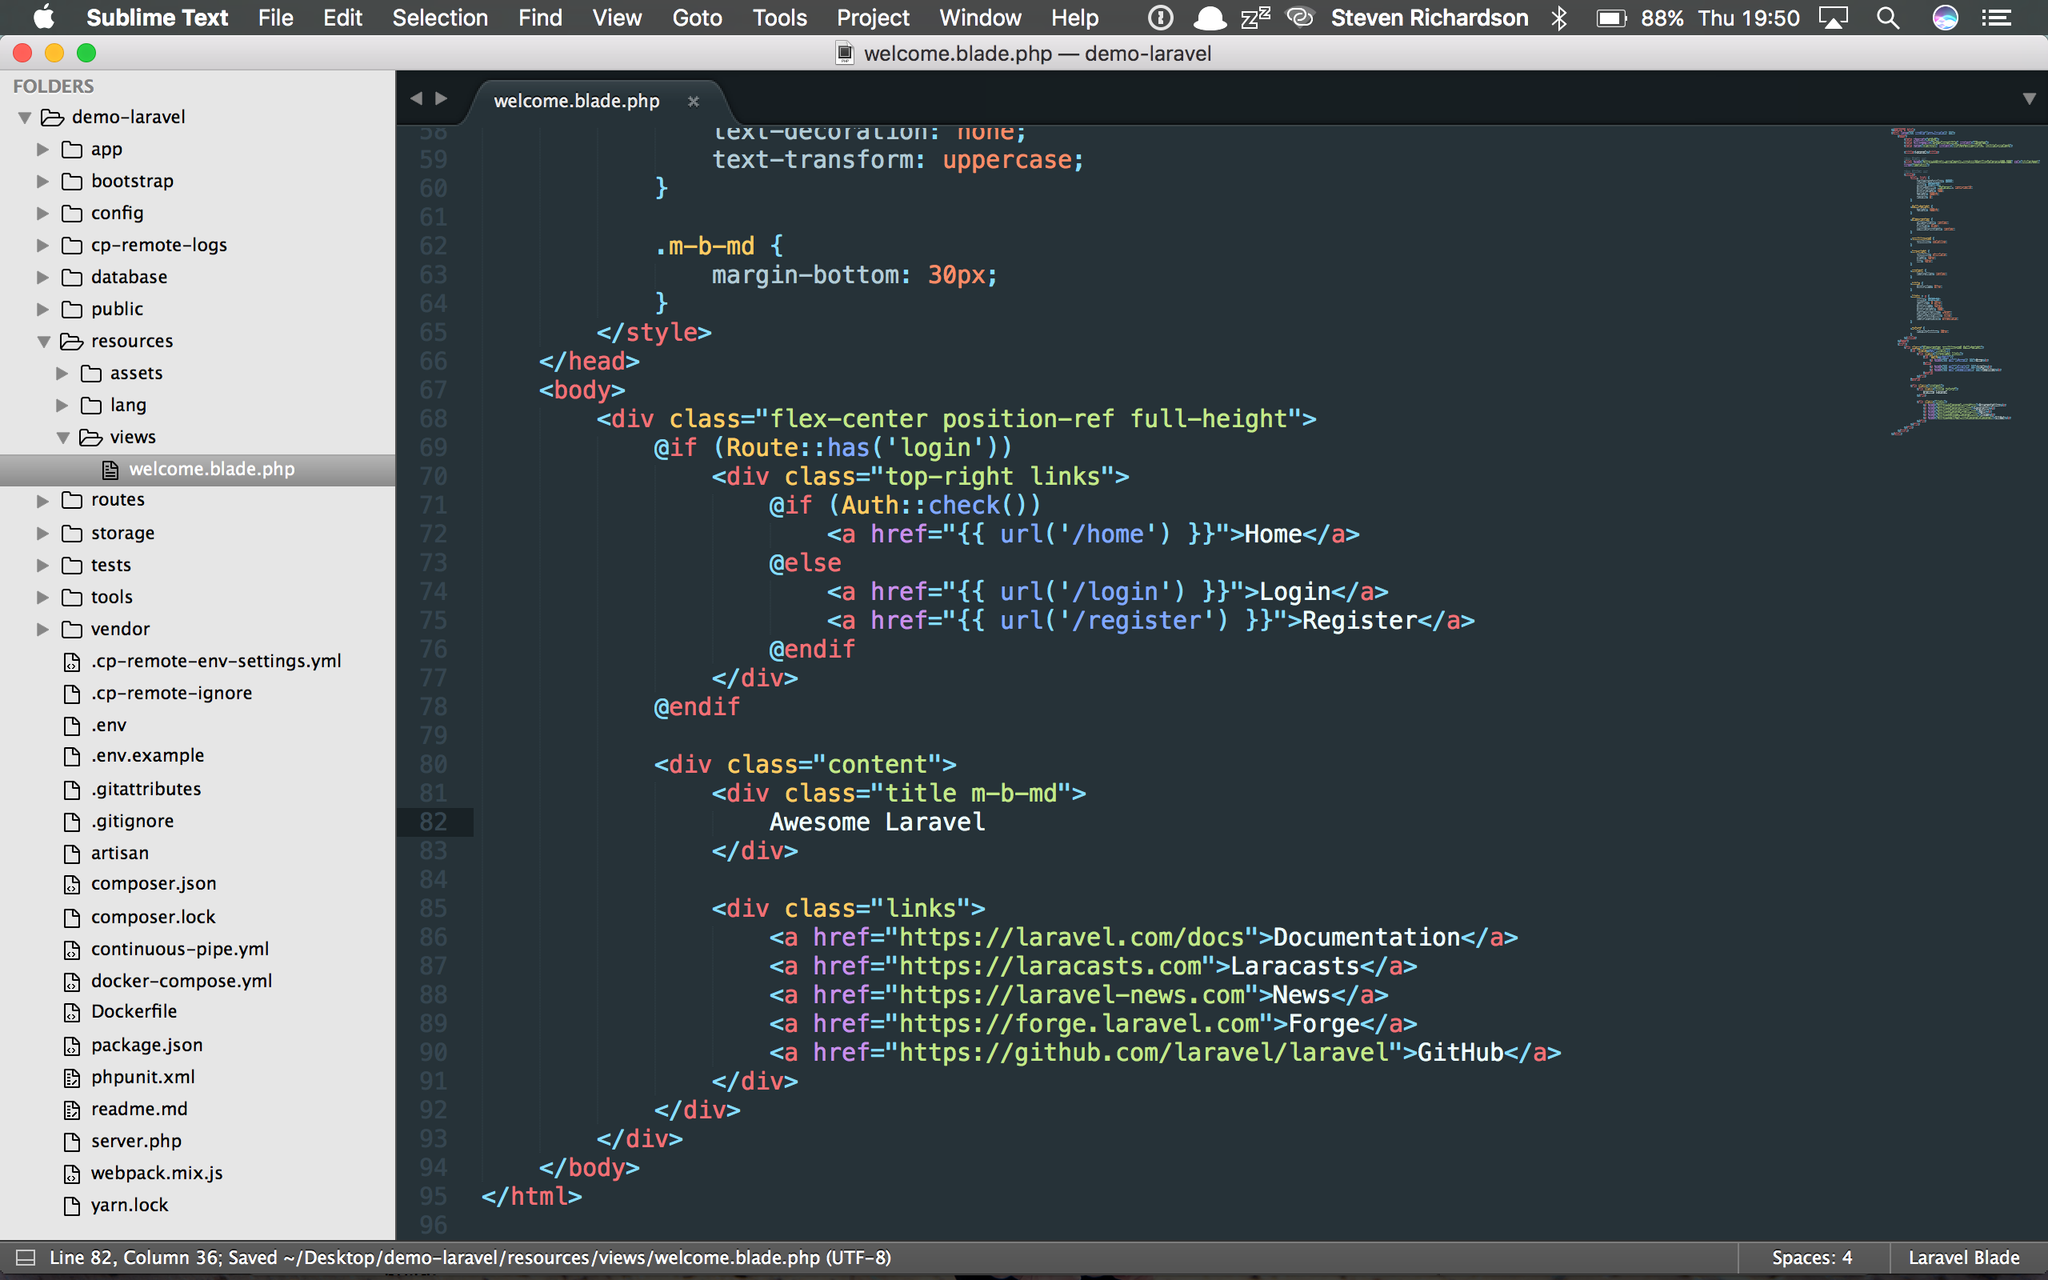 Sublime Text File Edit Selection Find View Goto Tools Project Window Help Steven Richardson 88% Thu 19:50
welcome.blade.php — demo-laravel
FOLDERS
demo-laravel
app
bootstrap
config
cp-remote-logs
database
public
resources
assets
lang
views
welcome.blade.php
routes
storage
tests
tools
vendor
.cp-remote-env-settings.yml
.cp-remote-ignore
.env
.env.example
.gitattributes
.gitignore
artisan
composer.json
composer.lock
continuous-pipe.yml
docker-compose.yml
Dockerfile
package.json
phpunit.xml
readme.md
server.php
webpack.mix.js
yarn.lock
welcome.blade.php ×
58 text-decoration: none;
59 text-transform: uppercase;
60 }
61
62 .m-b-md {
63 margin-bottom: 30px;
64 }
65 </style>
66 </head>
67 <body>
68 <div class="flex-center position-ref full-height">
69 @if (Route::has('login'))
70 <div class="top-right links">
71 @if (Auth::check())
72 <a href="{{ url('/home') }}">Home</a>
73 @else
74 <a href="{{ url('/login') }}">Login</a>
75 <a href="{{ url('/register') }}">Register</a>
76 @endif
77 </div>
78 @endif
79
80 <div class="content">
81 <div class="title m-b-md">
82 Awesome Laravel
83 </div>
84
85 <div class="links">
86 <a href="https://laravel.com/docs">Documentation</a>
87 <a href="https://laracasts.com">Laracasts</a>
88 <a href="https://laravel-news.com">News</a>
89 <a href="https://forge.laravel.com">Forge</a>
90 <a href="https://github.com/laravel/laravel">GitHub</a>
91 </div>
92 </div>
93 </div>
94 </body>
95 </html>
96
Line 82, Column 36; Saved ~/Desktop/demo-laravel/resources/views/welcome.blade.php (UTF-8) Spaces: 4 Laravel Blade